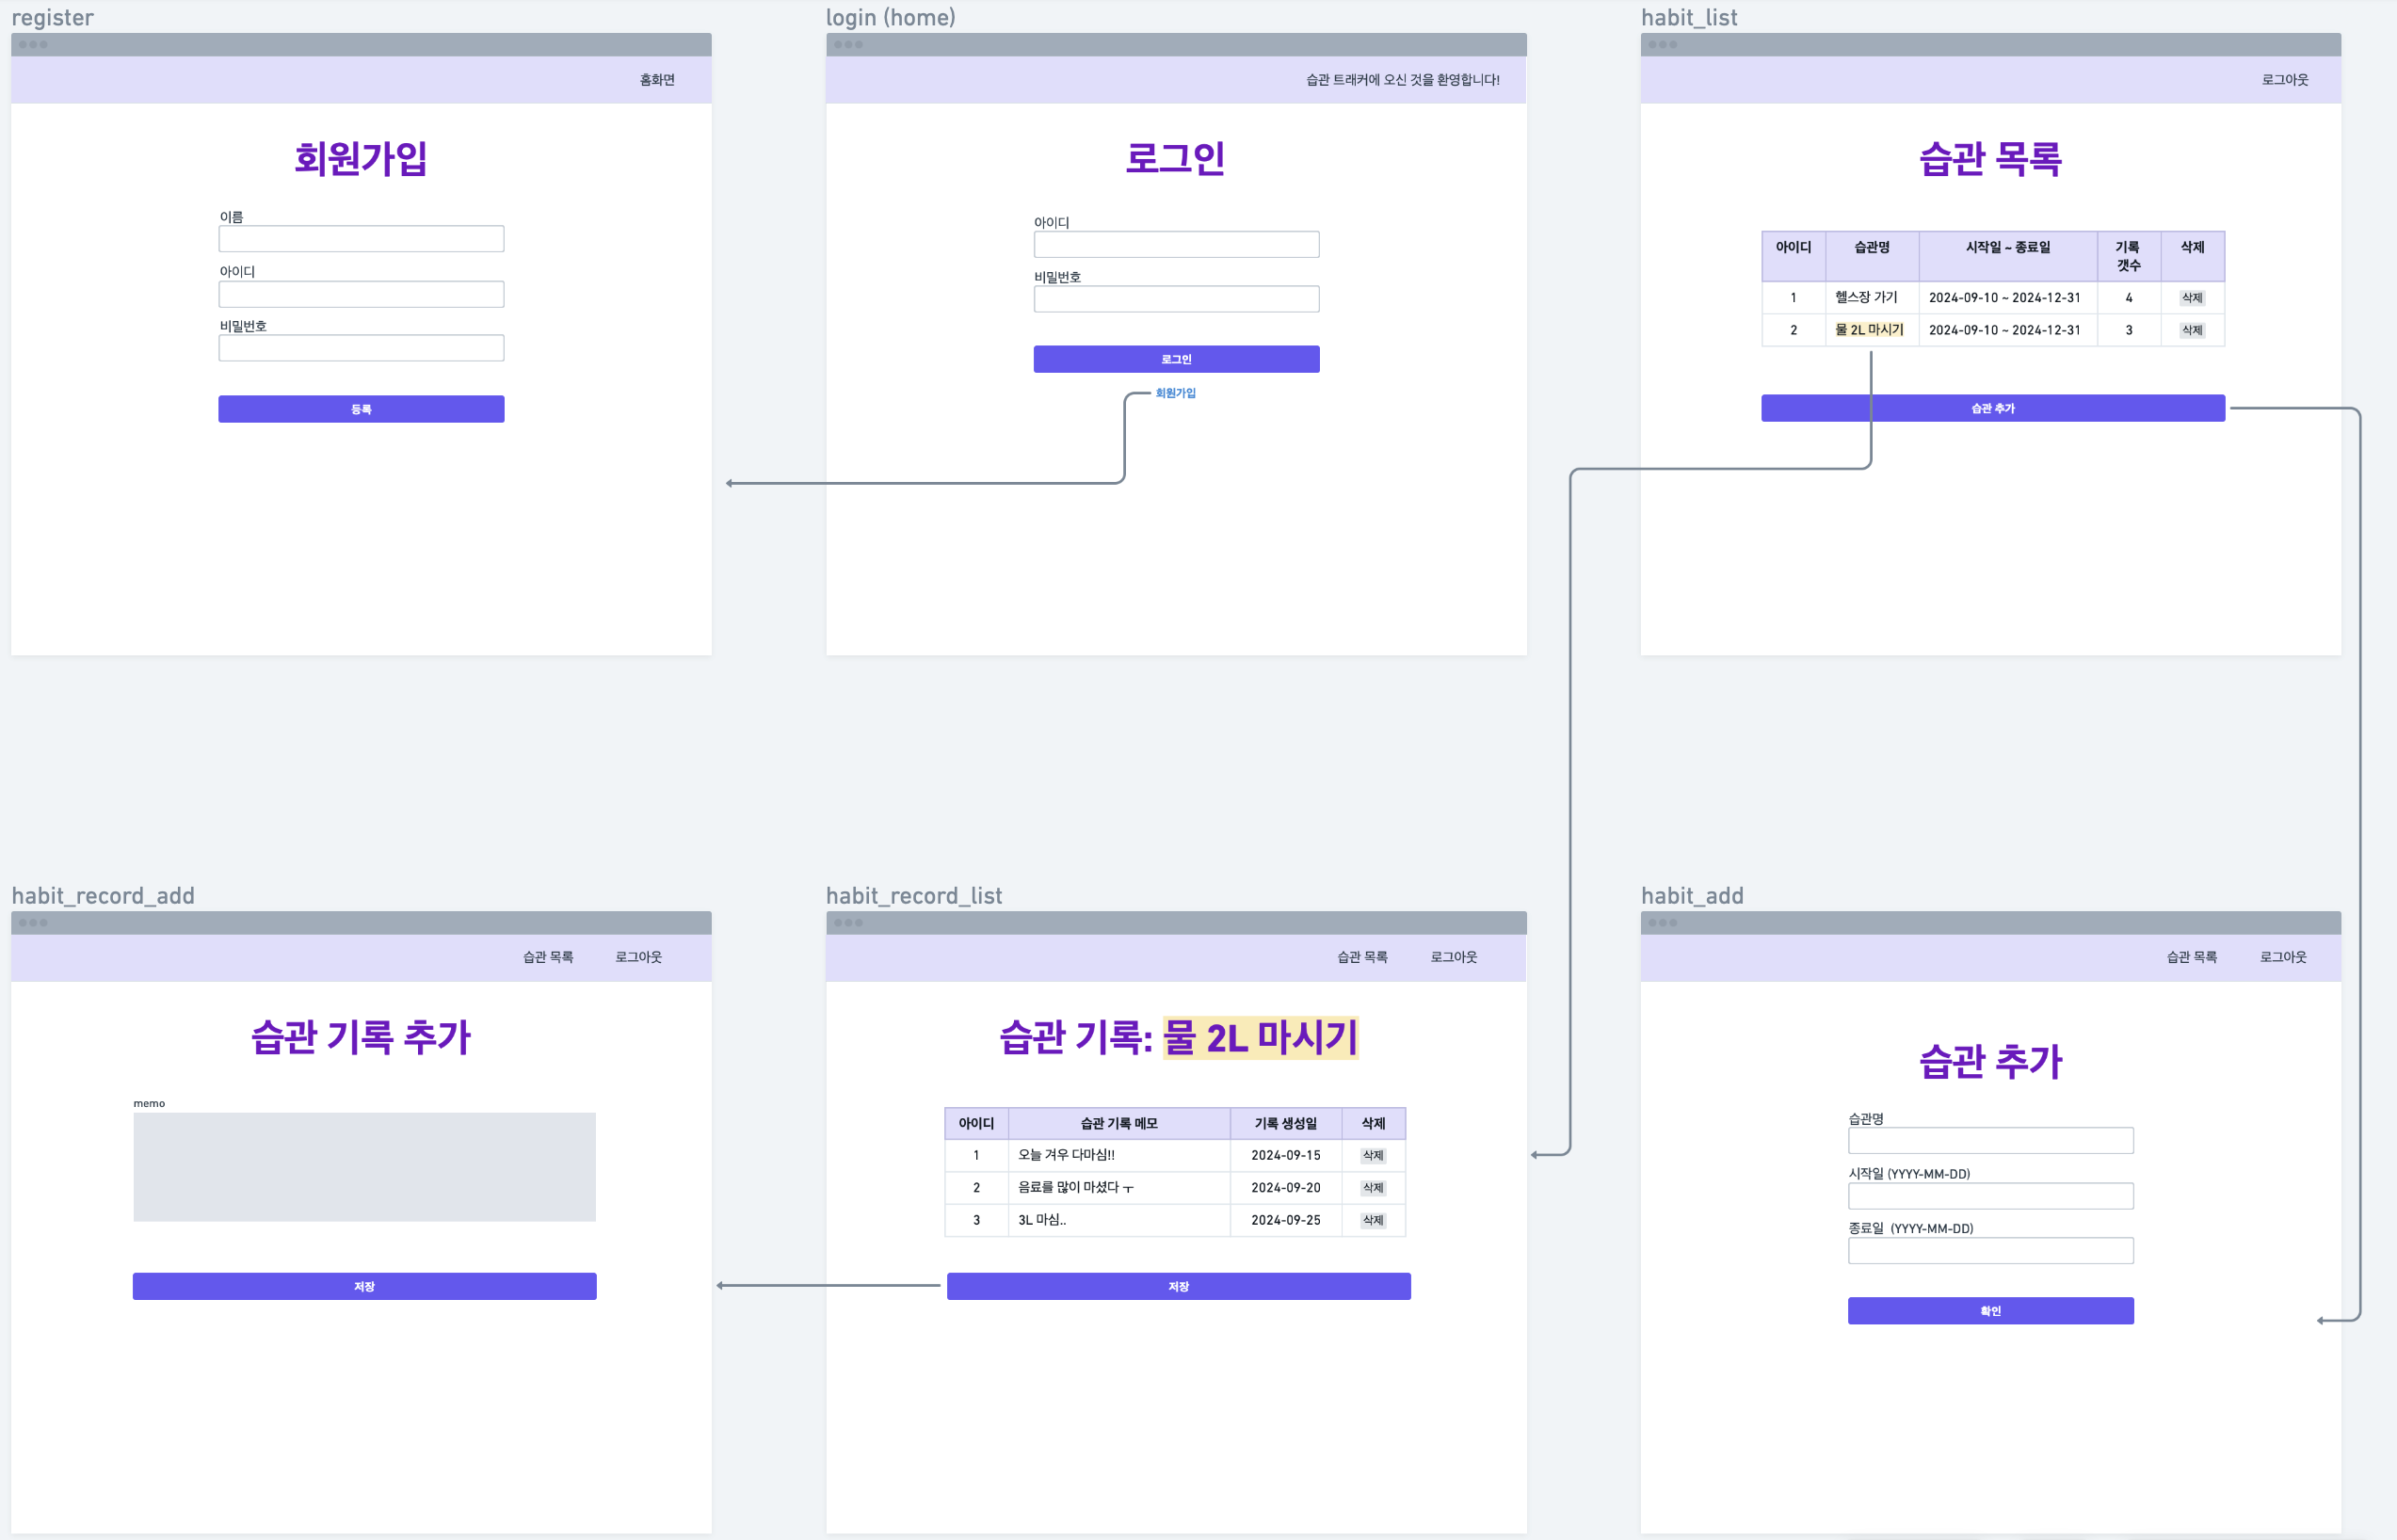 register
홈화면
회원가입
이름
아이디
비밀번호
등록
login (home)
습관 트래커에 오신 것을 환영합니다!
로그인
아이디
비밀번호
로그인
회원가입
habit_list
로그아웃
습관 목록
아이디 습관명 시작일 ~ 종료일 기록 갯수 삭제
1 헬스장 가기 2024-09-10 ~ 2024-12-31 4 삭제
2 물 2L 마시기 2024-09-10 ~ 2024-12-31 3 삭제
습관 추가
habit_record_add
습관 목록 로그아웃
습관 기록 추가
memo
저장
habit_record_list
습관 목록 로그아웃
습관 기록: 물 2L 마시기
아이디 습관 기록 메모 기록 생성일 삭제
1 오늘 겨우 다마심!! 2024-09-15 삭제
2 음료를 많이 마셨다 ㅜ 2024-09-20 삭제
3 3L 마심.. 2024-09-25 삭제
저장
habit_add
습관 목록 로그아웃
습관 추가
습관명
시작일 (YYYY-MM-DD)
종료일 (YYYY-MM-DD)
확인